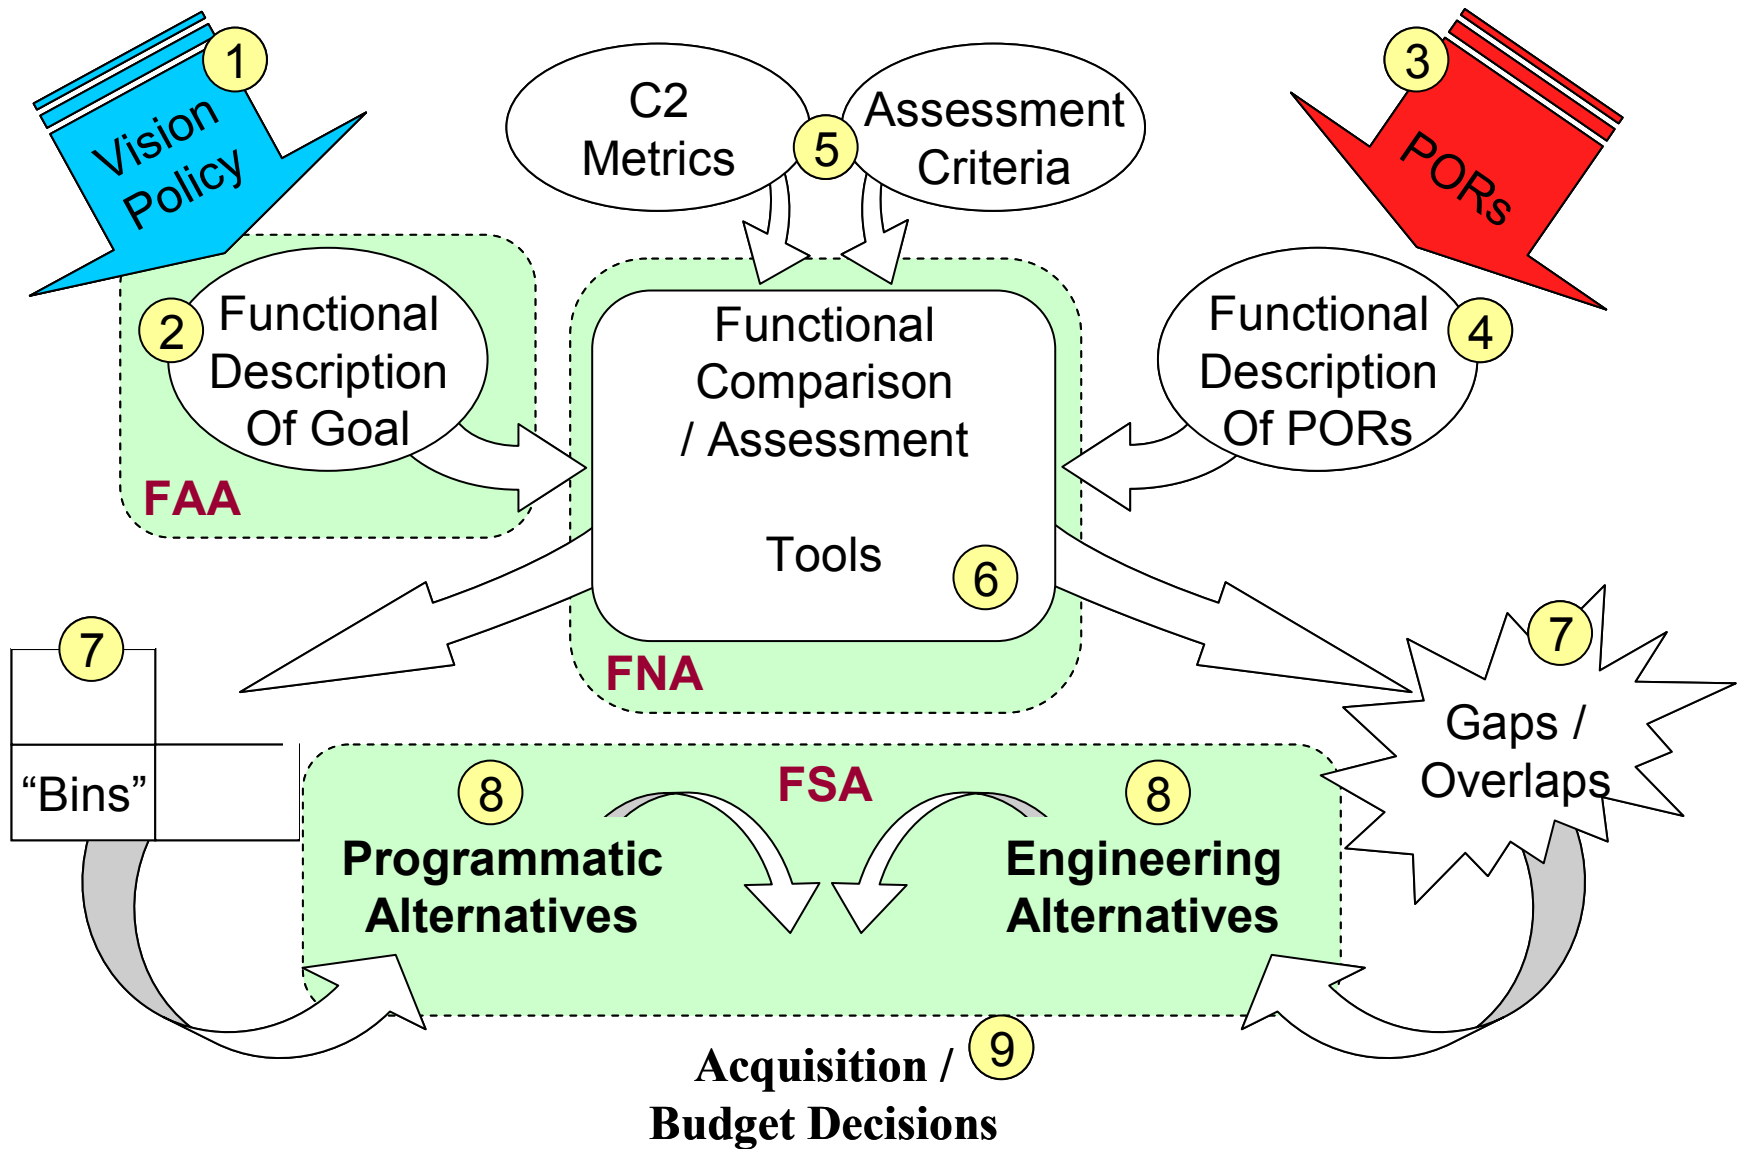 1
Vision
Policy
C2
Metrics
5
Assessment
Criteria
3
PORs
2
Functional
Description
Of Goal
FAA
Functional
Comparison
/ Assessment
Tools
6
FNA
Functional
Description
Of PORs
4
7
“Bins”
7
Gaps /
Overlaps
FSA
8
Programmatic
Alternatives
8
Engineering
Alternatives
9
Acquisition /
Budget Decisions